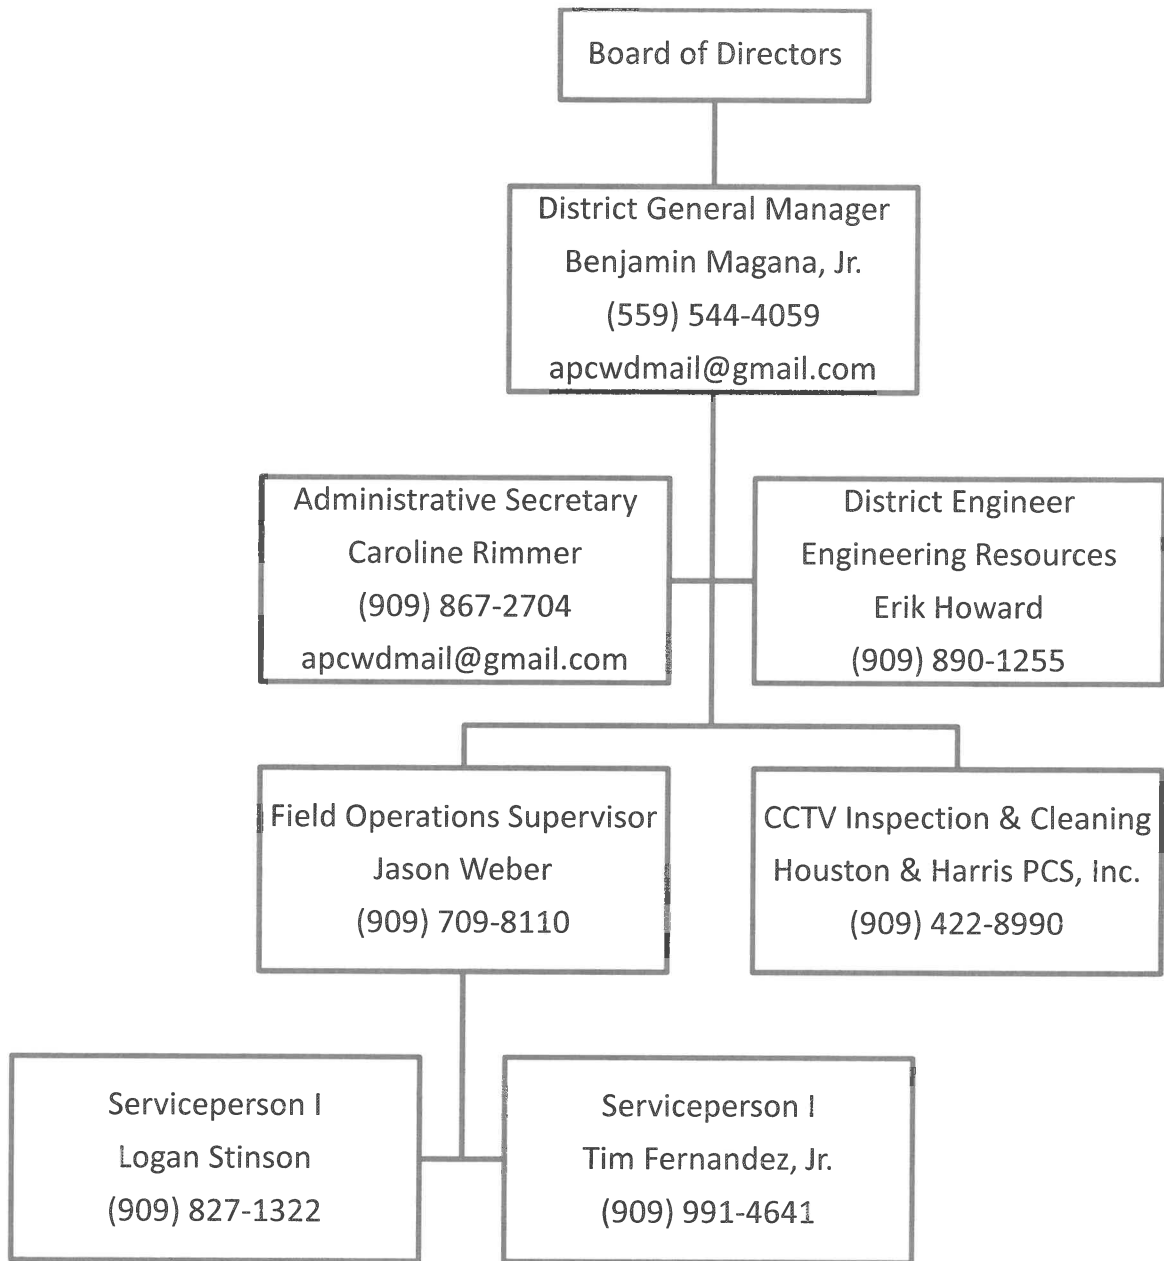 Board of Directors
District General Manager
Benjamin Magana, Jr.
(559) 544-4059
apcwdmail@gmail.com
Administrative Secretary
Caroline Rimmer
(909) 867-2704
apcwdmail@gmail.com
District Engineer
Engineering Resources
Erik Howard
(909) 890-1255
Field Operations Supervisor
Jason Weber
(909) 709-8110
CCTV Inspection & Cleaning
Houston & Harris PCS, Inc.
(909) 422-8990
Serviceperson I
Logan Stinson
(909) 827-1322
Serviceperson I
Tim Fernandez, Jr.
(909) 991-4641